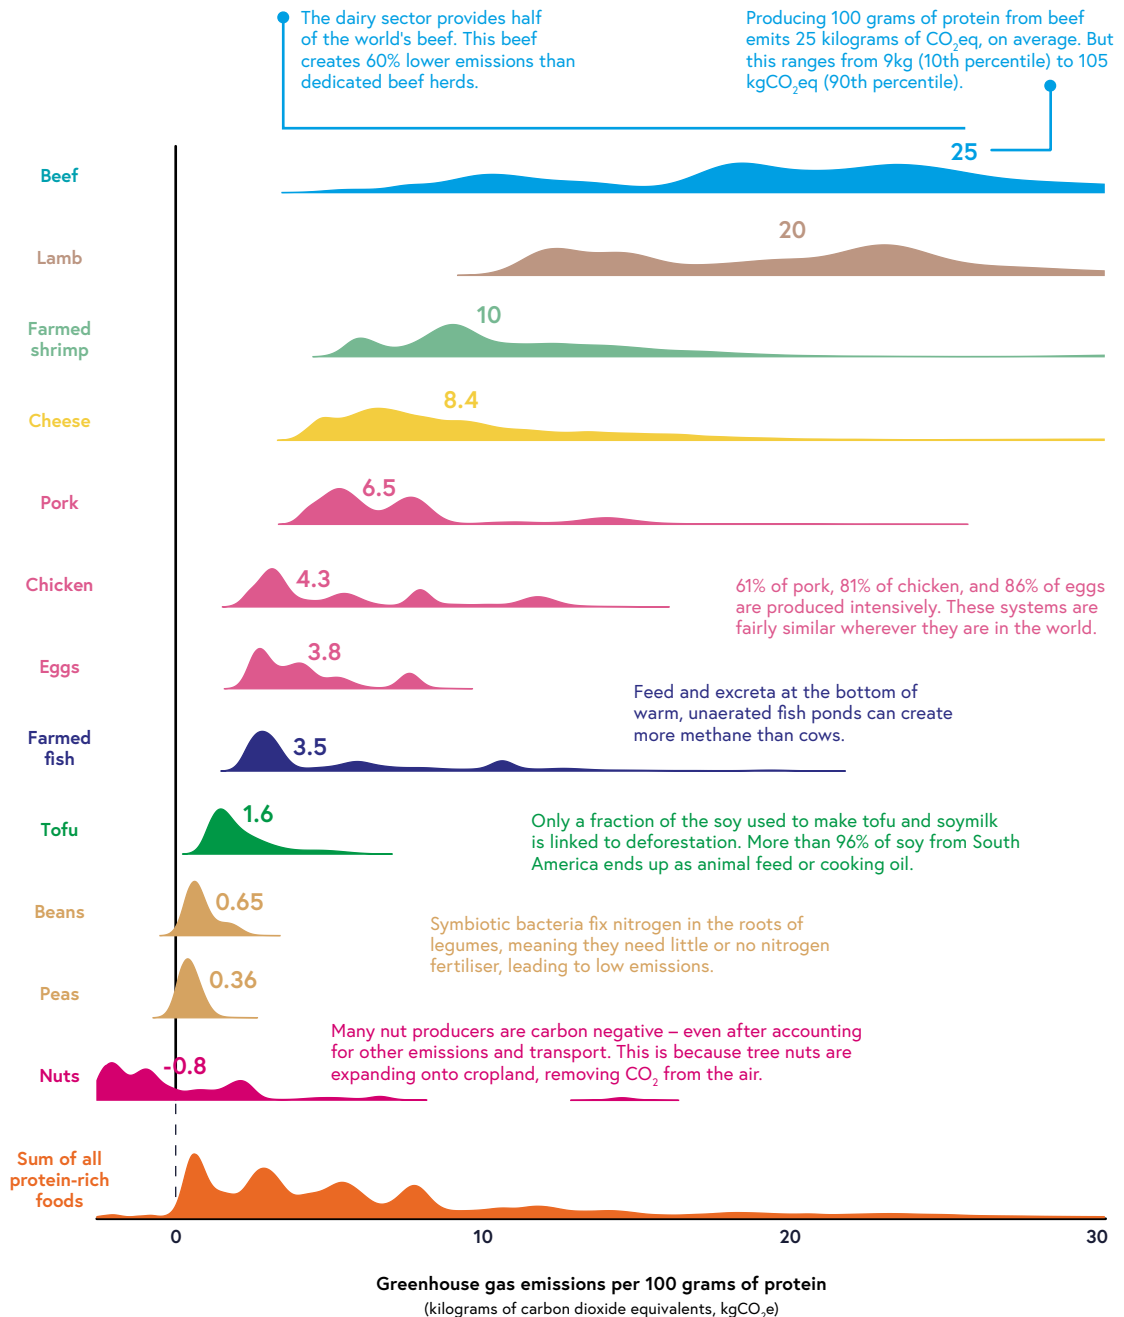 The dairy sector provides half
of the world's beef. This beef
creates 60% lower emissions than
dedicated beef herds.
Producing 100 grams of protein from beef
emits 25 kilograms of CO₂eq, on average. But
this ranges from 9kg (10th percentile) to 105
kgCO₂eq (90th percentile).
Beef
25
Lamb
20
Farmed
shrimp
10
Cheese
8.4
Pork
6.5
Chicken
4.3
61% of pork, 81% of chicken, and 86% of eggs
are produced intensively. These systems are
fairly similar wherever they are in the world.
Eggs
3.8
Feed and excreta at the bottom of
warm, unaerated fish ponds can create
more methane than cows.
Farmed
fish
3.5
Tofu
1.6
Only a fraction of the soy used to make tofu and soymilk
is linked to deforestation. More than 96% of soy from South
America ends up as animal feed or cooking oil.
Beans
0.65
Symbiotic bacteria fix nitrogen in the roots of
legumes, meaning they need little or no nitrogen
fertiliser, leading to low emissions.
Peas
0.36
Many nut producers are carbon negative – even after accounting
for other emissions and transport. This is because tree nuts are
expanding onto cropland, removing CO₂ from the air.
Nuts
-0.8
Sum of all
protein-rich
foods
0
10
20
30
Greenhouse gas emissions per 100 grams of protein
(kilograms of carbon dioxide equivalents, kgCO₂e)